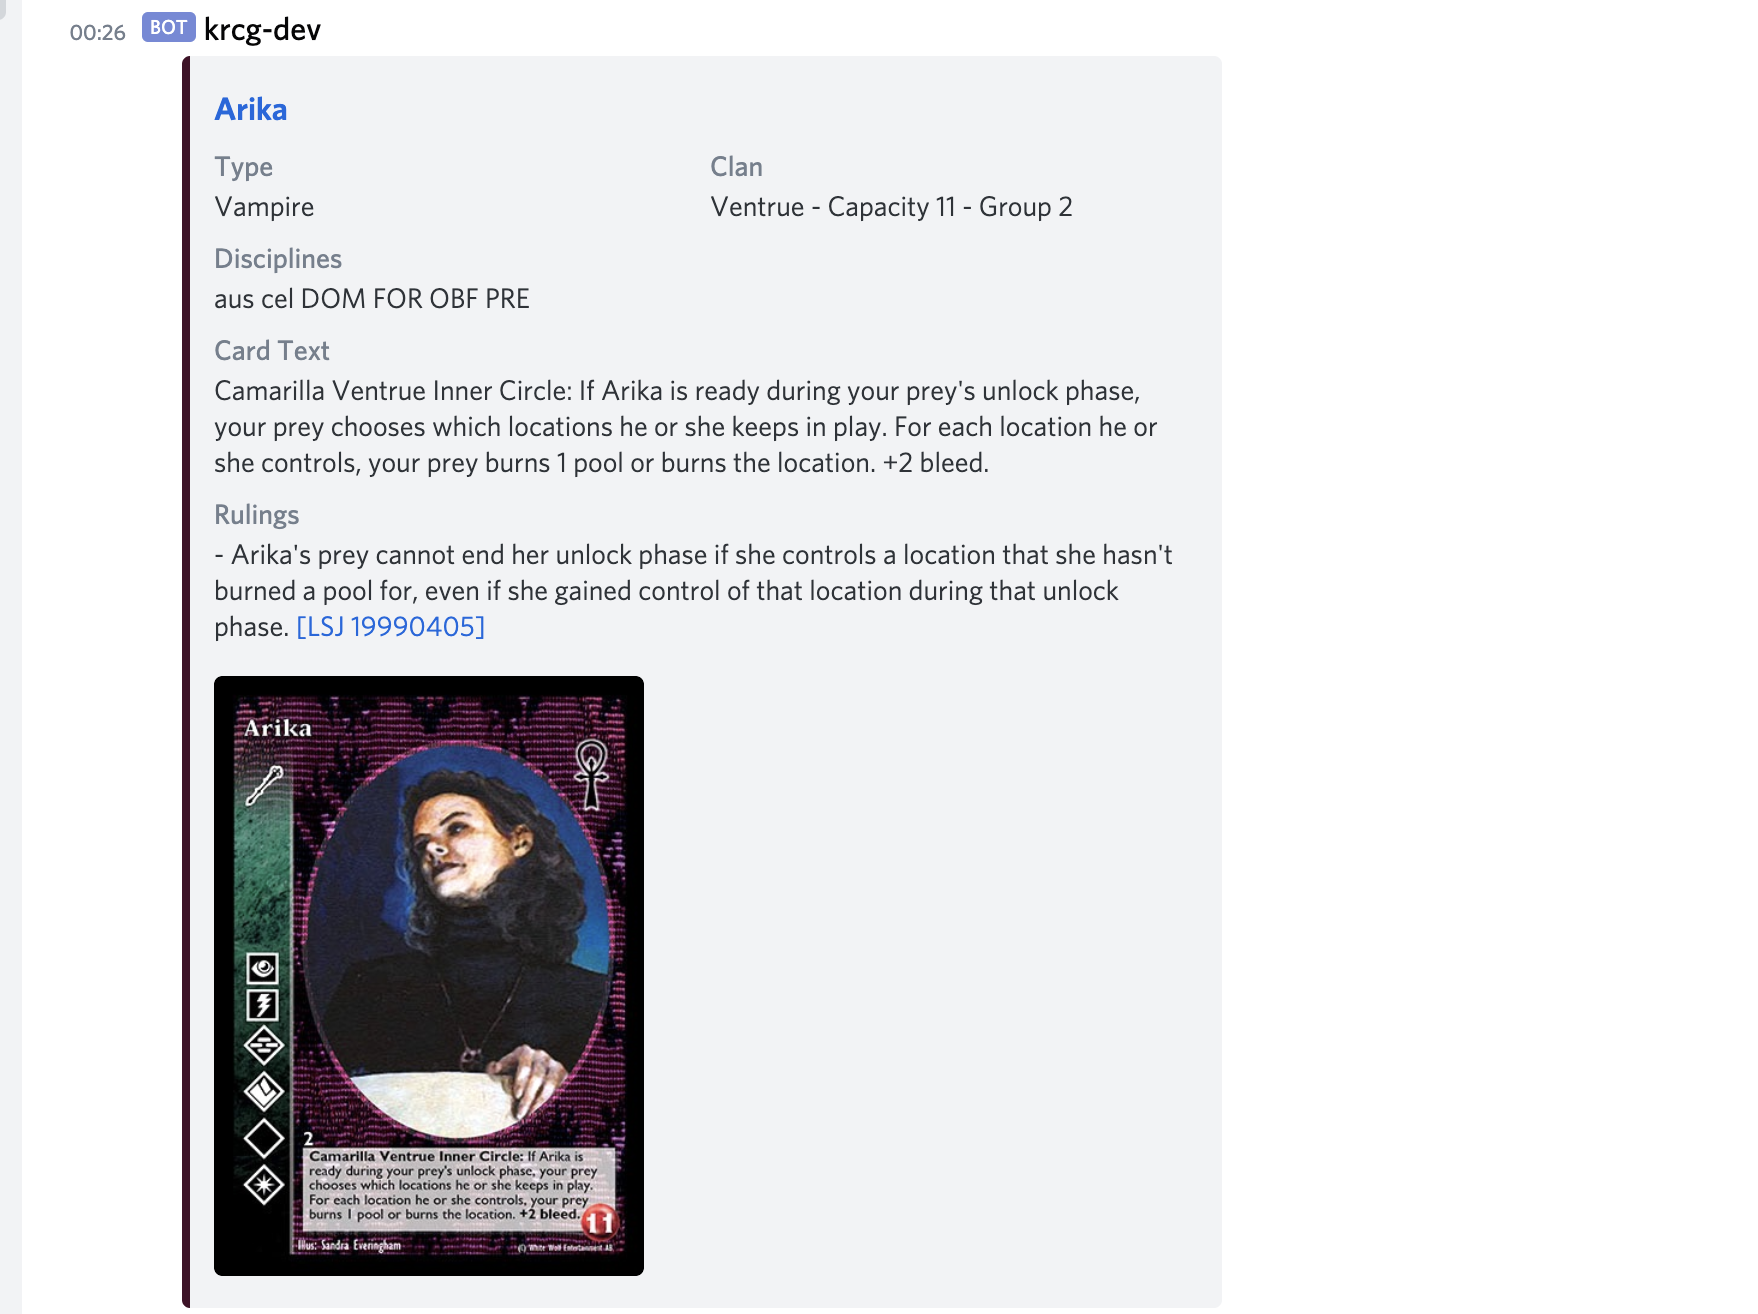 00:26 BOT krcg-dev
Arika
Type
Clan
Vampire
Ventrue - Capacity 11 - Group 2
Disciplines
aus cel DOM FOR OBF PRE
Card Text
Camarilla Ventrue Inner Circle: If Arika is ready during your prey's unlock phase,
your prey chooses which locations he or she keeps in play. For each location he or
she controls, your prey burns 1 pool or burns the location. +2 bleed.
Rulings
- Arika's prey cannot end her unlock phase if she controls a location that she hasn't
burned a pool for, even if she gained control of that location during that unlock
phase. [LSJ 19990405]
Arika
2
Camarilla Ventrue Inner Circle: If Arika is
ready during your prey's unlock phase, your prey
chooses which locations he or she keeps in play.
For each location he or she controls, your prey
burns 1 pool or burns the location. +2 bleed.
11
Illus: Sandra Everingham
(C) White Wolf Entertainment AB.